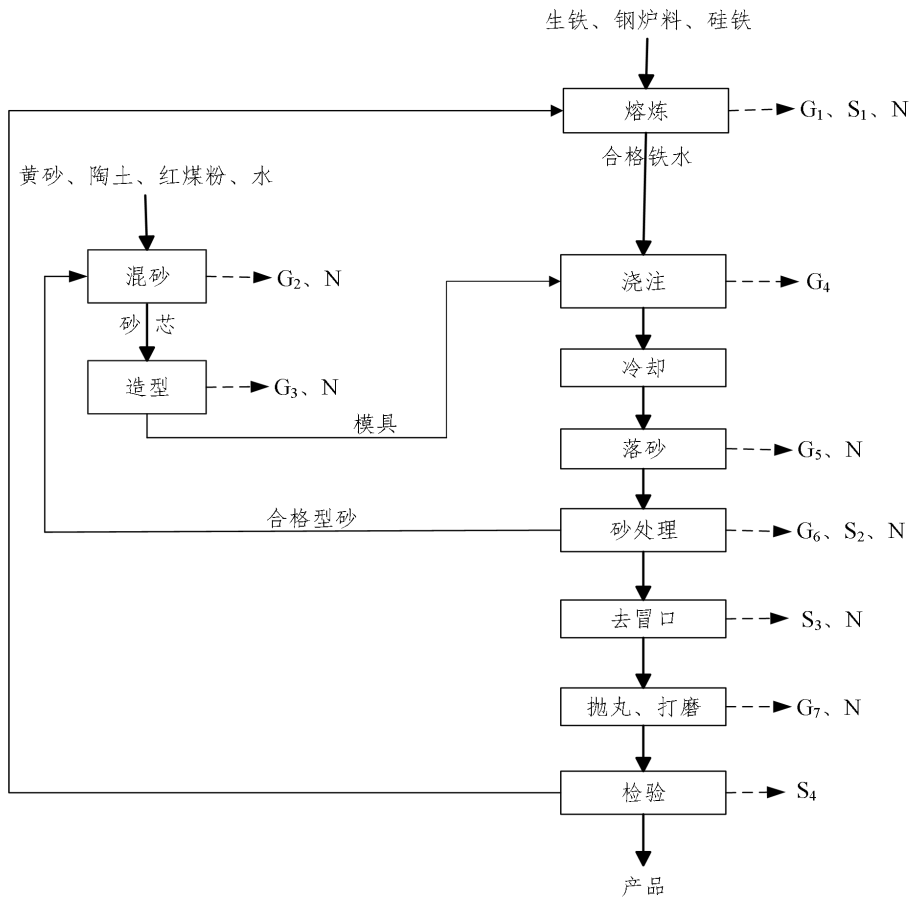 生铁、钢炉料、硅铁
熔炼
G₁、S₁、N
合格铁水
黄砂、陶土、红煤粉、水
混砂
G₂、N
浇注
G₄
砂芯
冷却
造型
G₃、N
模具
落砂
G₅、N
合格型砂
砂处理
G₆、S₂、N
去冒口
S₃、N
抛丸、打磨
G₇、N
检验
S₄
产品